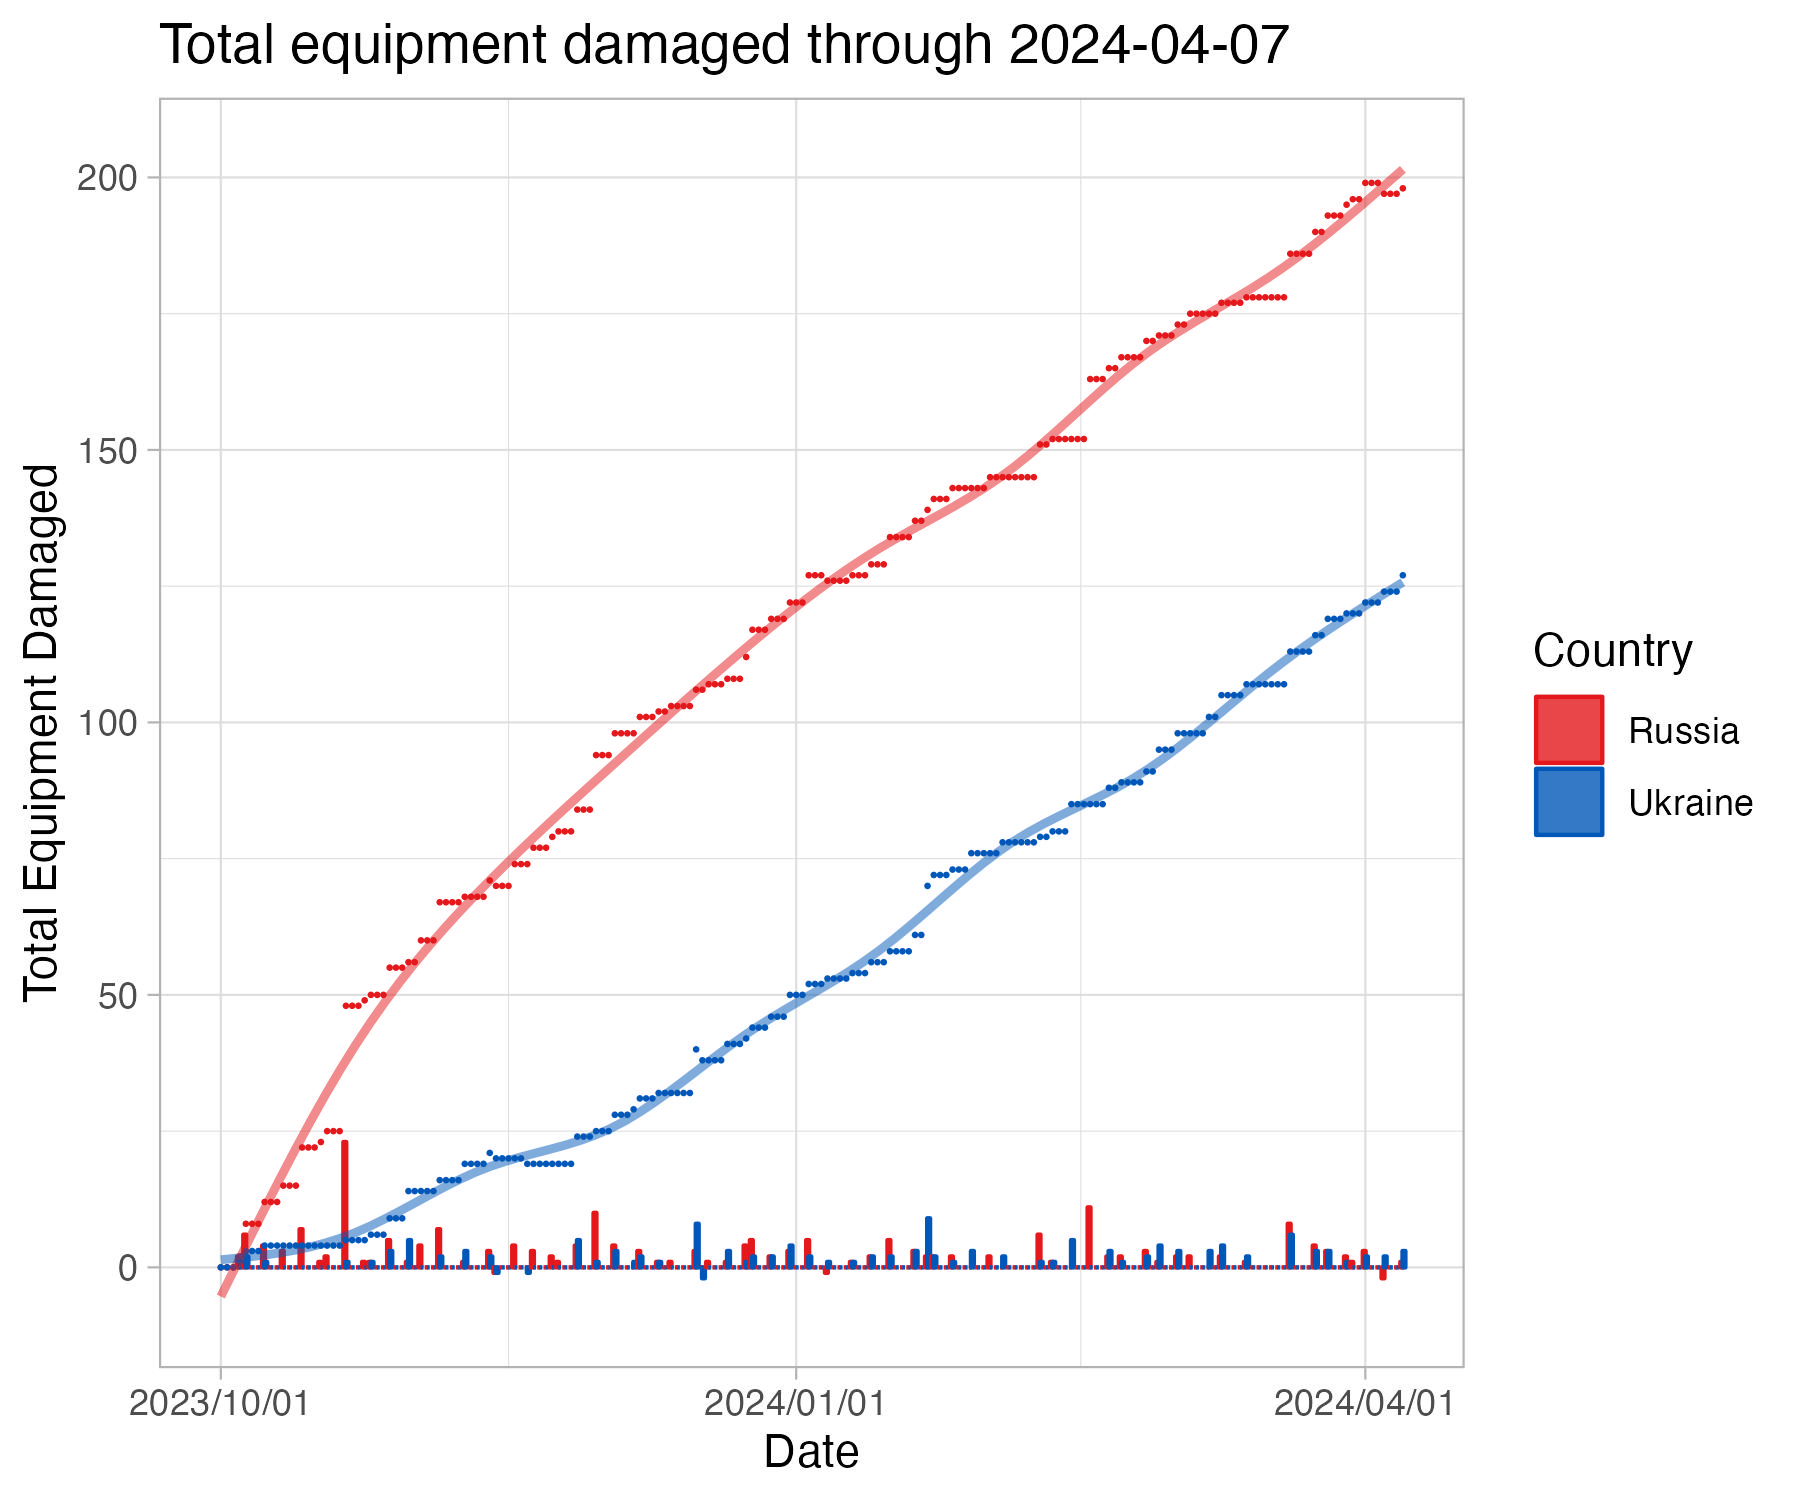 Total equipment damaged through 2024-04-07
Total Equipment Damaged
200
150
100
50
0
2023/10/01
2024/01/01
2024/04/01
Date
Country
Russia
Ukraine